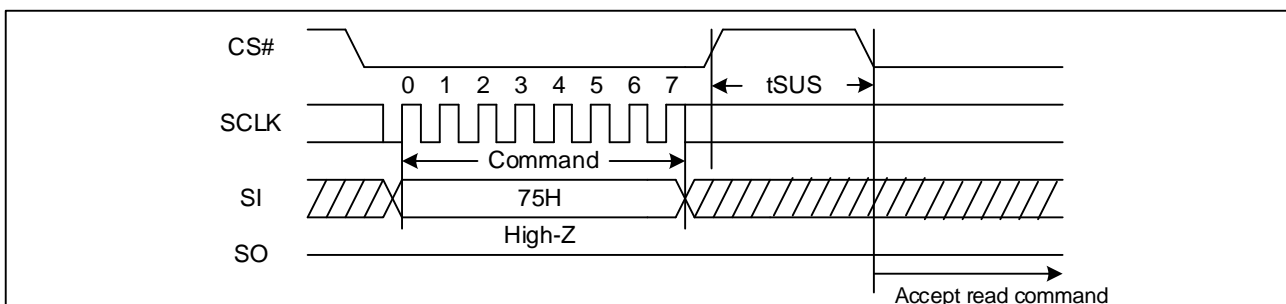 CS#
tSUS
0 1 2 3 4 5 6 7
SCLK
Command
SI
75H
High-Z
SO
Accept read command